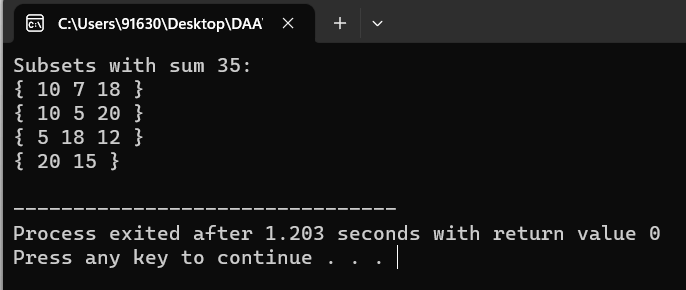 C:\Users\91630\Desktop\DAA
Subsets with sum 35:
{ 10 7 18 }
{ 10 5 20 }
{ 5 18 12 }
{ 20 15 }
--------------------------------
Process exited after 1.203 seconds with return value 0
Press any key to continue . . .